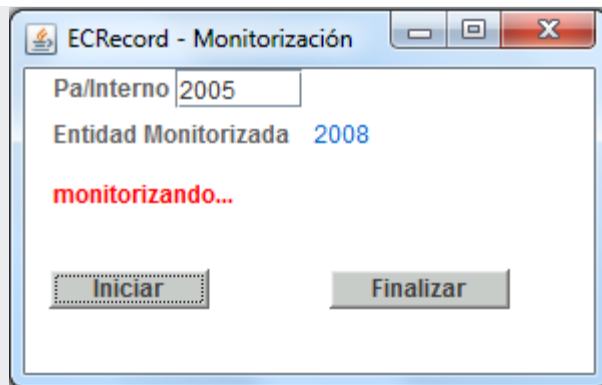 ECRecord - Monitorización
Pa/Interno 2005
Entidad Monitorizada 2008
monitorizando...
Iniciar Finalizar